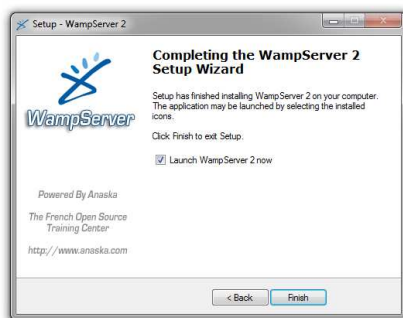 Setup - WampServer 2
Completing the WampServer 2
Setup Wizard
Setup has finished installing WampServer 2 on your computer.
The application may be launched by selecting the installed
icons.
Click Finish to exit Setup.
Launch WampServer 2 now
WampServer
Powered By Anaska
The French Open Source
Training Center
http://www.anaska.com
< Back
Finish